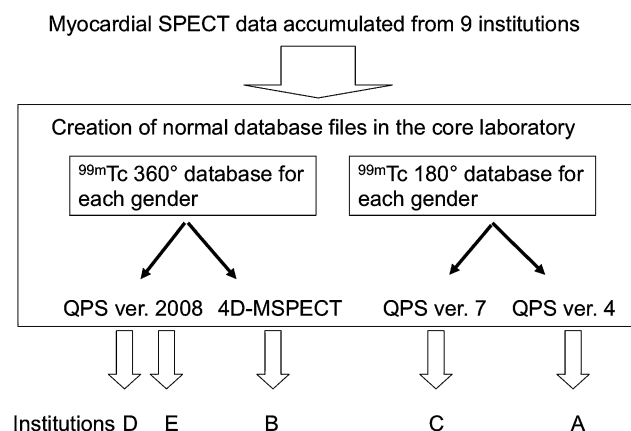 Myocardial SPECT data accumulated from 9 institutions
Creation of normal database files in the core laboratory
⁹⁹ᵐTc 360° database for
each gender
⁹⁹ᵐTc 180° database for
each gender
QPS ver. 2008 4D-MSPECT QPS ver. 7 QPS ver. 4
Institutions D E B C A